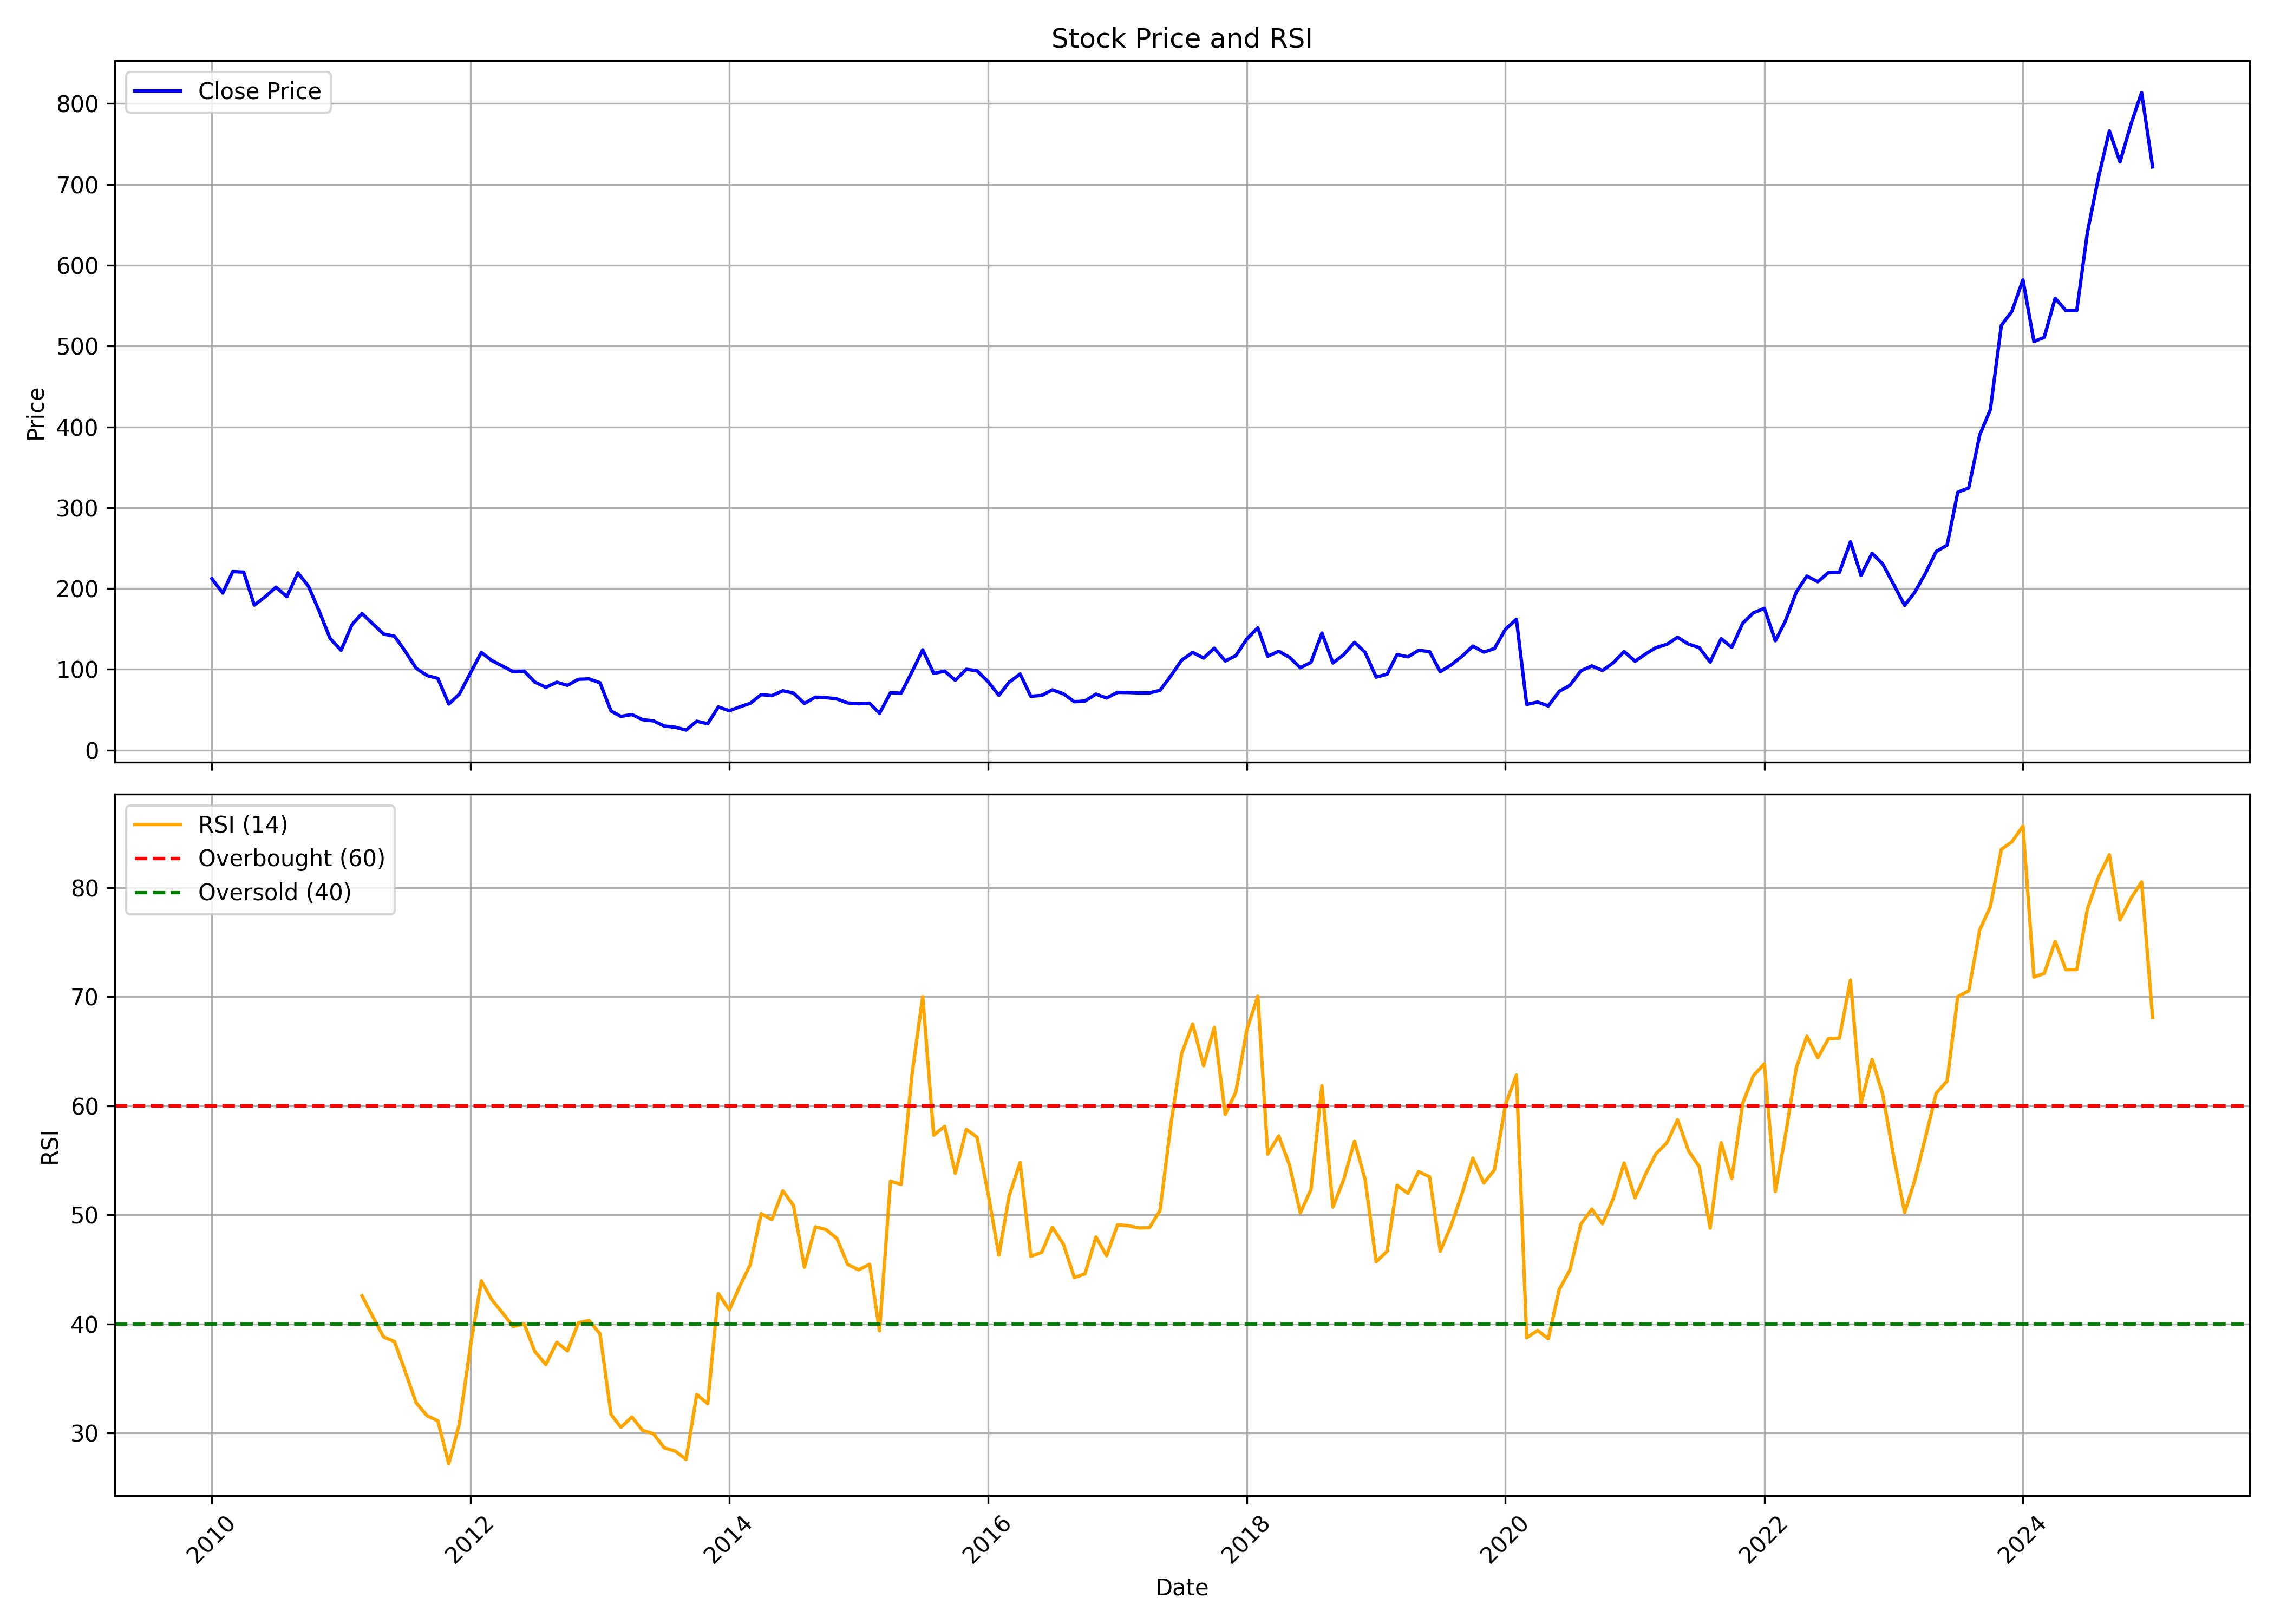 Stock Price and RSI
Close Price
800
700
600
500
400
300
200
100
0
Price
RSI (14)
Overbought (60)
Oversold (40)
80
70
60
50
40
30
RSI
2010
2012
2014
2016
2018
2020
2022
2024
Date